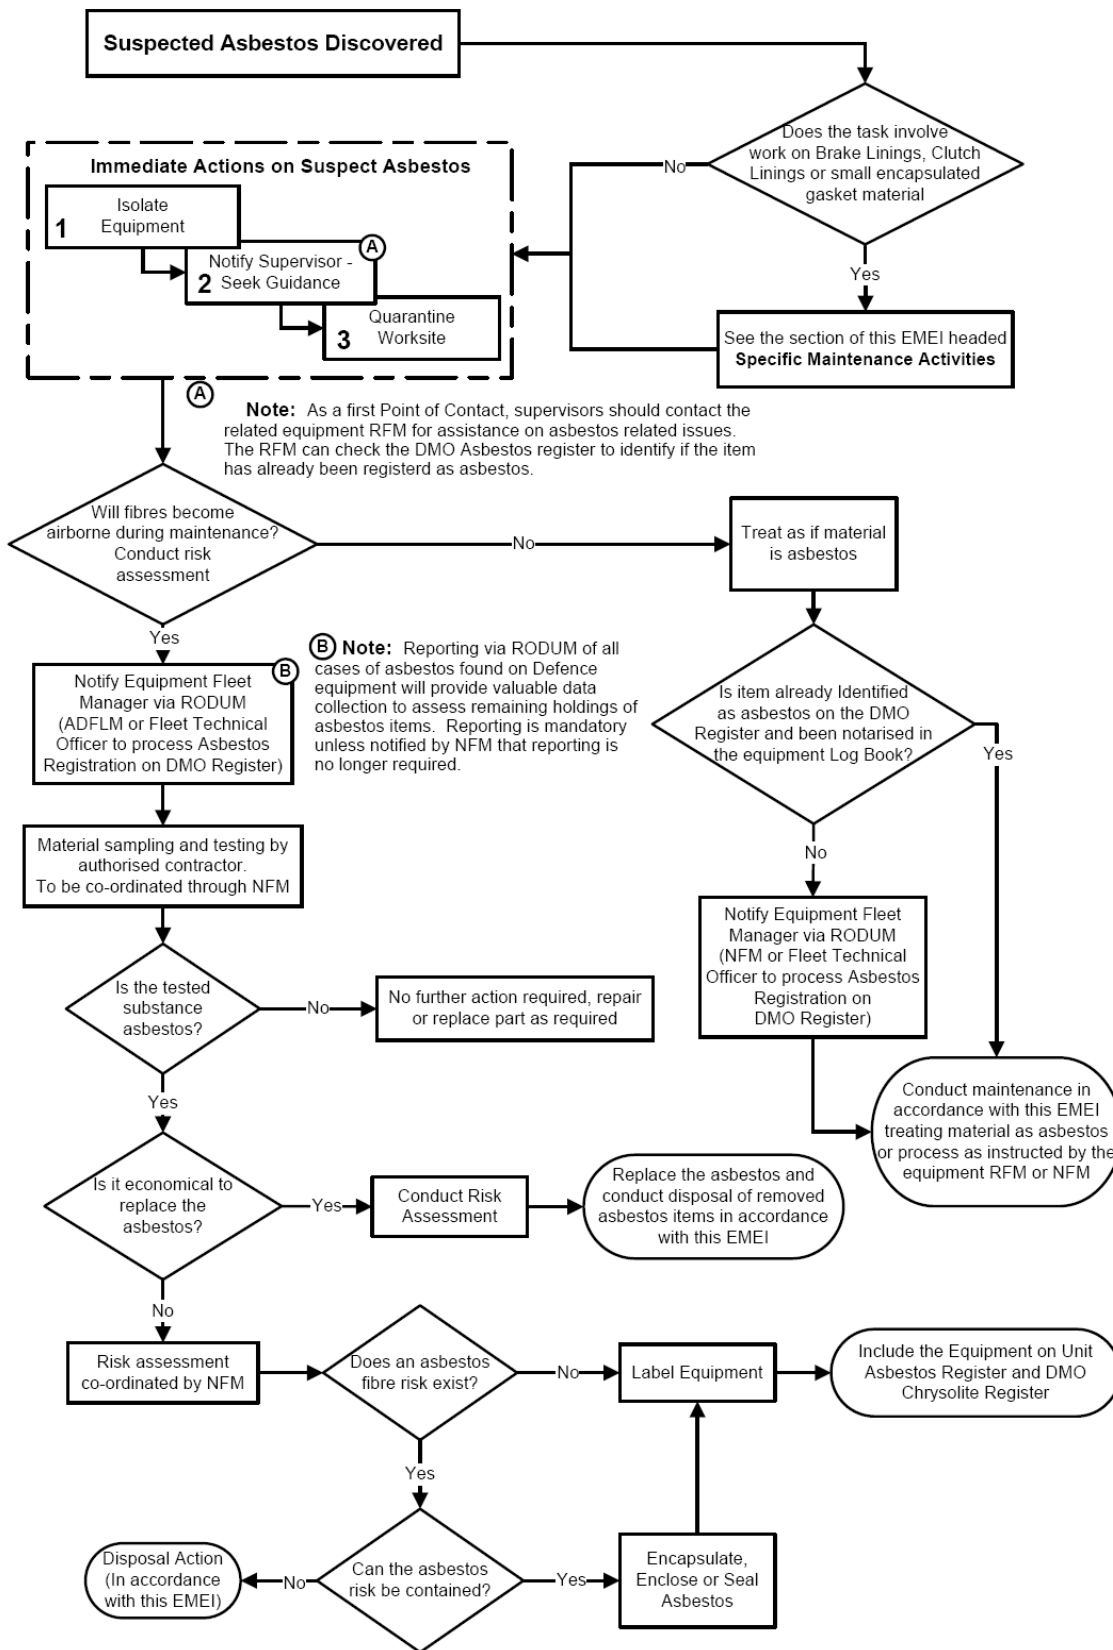 Suspected Asbestos Discovered
Does the task involve
work on Brake Linings, Clutch
Linings or small encapsulated
gasket material
No
Yes
See the section of this EMEI headed
Specific Maintenance Activities
Immediate Actions on Suspect Asbestos
1
Isolate
Equipment
A
2
Notify Supervisor -
Seek Guidance
3
Quarantine
Worksite
A
Note: As a first Point of Contact, supervisors should contact the
related equipment RFM for assistance on asbestos related issues.
The RFM can check the DMO Asbestos register to identify if the item
has already been registerd as asbestos.
Will fibres become
airborne during maintenance?
Conduct risk
assessment
No
Treat as if material
is asbestos
Yes
B
Notify Equipment Fleet
Manager via RODUM
(ADFLM or Fleet Technical
Officer to process Asbestos
Registration on DMO Register)
B Note: Reporting via RODUM of all
cases of asbestos found on Defence
equipment will provide valuable data
collection to assess remaining holdings of
asbestos items. Reporting is mandatory
unless notified by NFM that reporting is
no longer required.
Is item already Identified
as asbestos on the DMO
Register and been notarised in
the equipment Log Book?
Yes
No
Material sampling and testing by
authorised contractor.
To be co-ordinated through NFM
Notify Equipment Fleet
Manager via RODUM
(NFM or Fleet Technical
Officer to process Asbestos
Registration on
DMO Register)
Is the tested
substance
asbestos?
No
No further action required, repair
or replace part as required
Yes
Conduct maintenance in
accordance with this EMEI
treating material as asbestos
or process as instructed by the
equipment RFM or NFM
Is it economical to
replace the
asbestos?
Yes
Conduct Risk
Assessment
Replace the asbestos and
conduct disposal of removed
asbestos items in accordance
with this EMEI
No
Risk assessment
co-ordinated by NFM
Does an asbestos
fibre risk exist?
No
Label Equipment
Include the Equipment on Unit
Asbestos Register and DMO
Chrysolite Register
Yes
Can the asbestos
risk be contained?
No
Disposal Action
(In accordance
with this EMEI)
Yes
Encapsulate,
Enclose or Seal
Asbestos